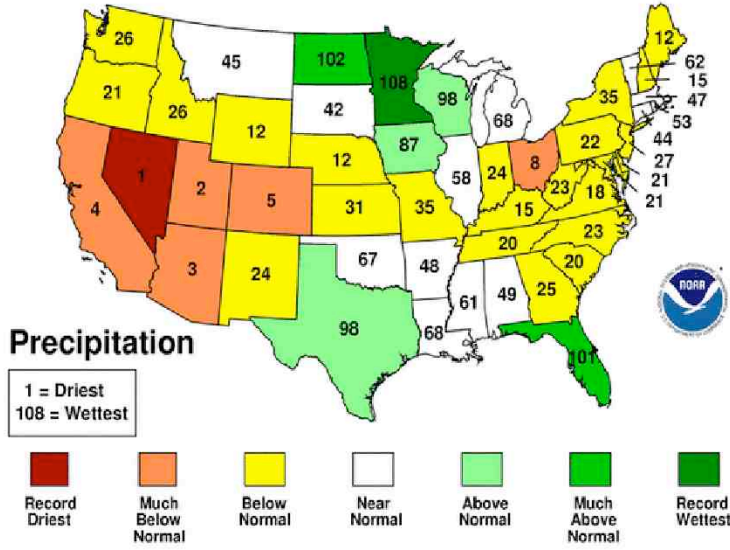 26
45
102
108
98
68
12
62
15
47
53
44
27
21
21
21
26
12
42
87
35
22
12
58
24
8
23
18
1
2
5
31
35
15
23
4
20
20
3
24
67
48
61
49
25
98
68
101
NOAA
Precipitation
1 = Driest
108 = Wettest
Record
Driest
Much
Below
Normal
Below
Normal
Near
Normal
Above
Normal
Much
Above
Normal
Record
Wettest